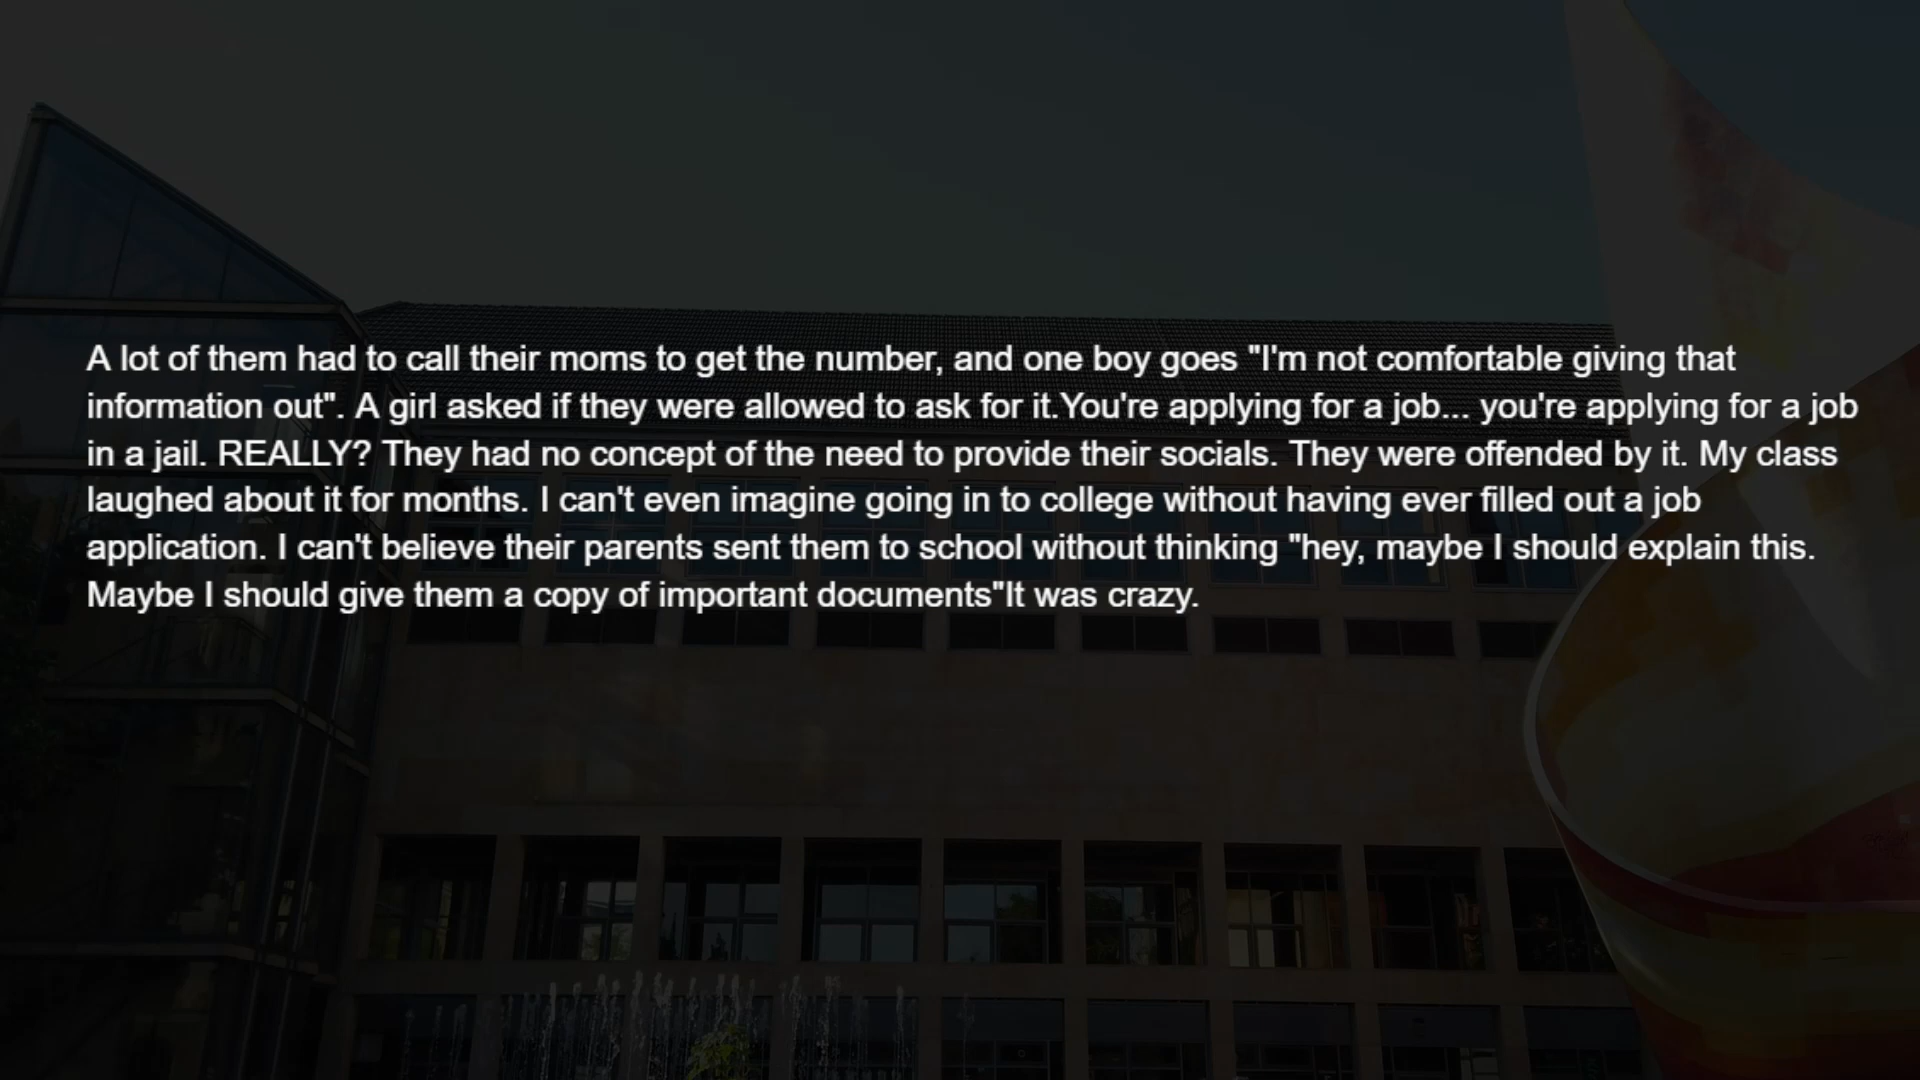 A lot of them had to call their moms to get the number, and one boy goes "I'm not comfortable giving that
information out". A girl asked if they were allowed to ask for it.You're applying for a job... you're applying for a job
in a jail. REALLY? They had no concept of the need to provide their socials. They were offended by it. My class
laughed about it for months. I can't even imagine going in to college without having ever filled out a job
application. I can't believe their parents sent them to school without thinking "hey, maybe I should explain this.
Maybe I should give them a copy of important documents"It was crazy.